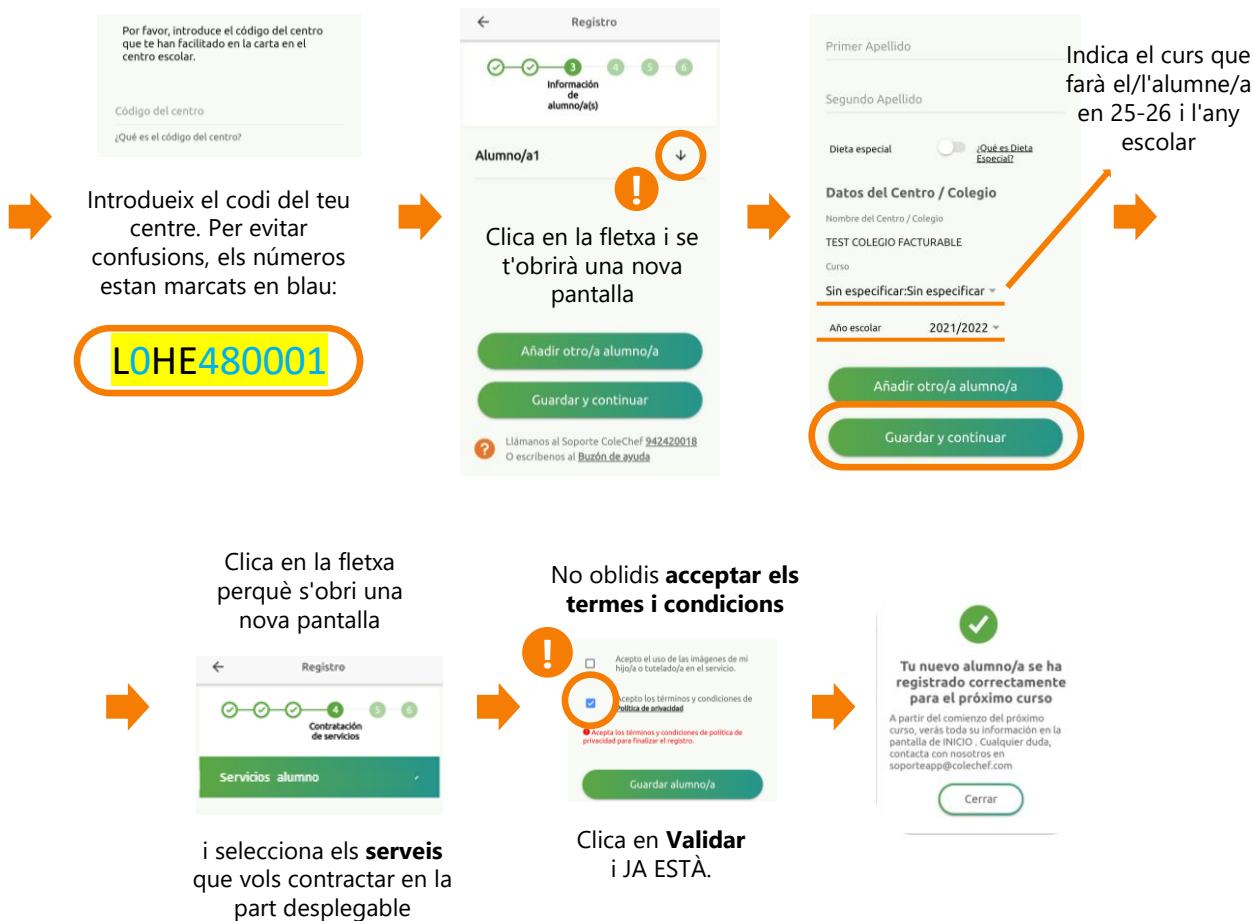 Por favor, introduce el código del centro
que te han facilitado en la carta en el
centro escolar.
Código del centro
¿Qué es el código del centro?
Introdueix el codi del teu
centre. Per evitar
confusions, els números
estan marcats en blau:
L0HE480001
Registro
3
4
5
6
Información
de
alumno/a(s)
Alumno/a1
!
Clica en la fletxa i se
t'obrirà una nova
pantalla
Añadir otro/a alumno/a
Guardar y continuar
?
Llámanos al Soporte ColeChef 942420018
O escríbenos al Buzón de ayuda
Primer Apellido
Segundo Apellido
Dieta especial
¿Qué es Dieta
Especial?
Datos del Centro / Colegio
Nombre del Centro / Colegio
TEST COLEGIO FACTURABLE
Curso
Sin especificar:Sin especificar
Año escolar 2021/2022
Añadir otro/a alumno/a
Guardar y continuar
Indica el curs que
farà el/l'alumne/a
en 25-26 i l'any
escolar
Clica en la fletxa
perquè s'obri una
nova pantalla
Registro
4
5
6
Contratación
de servicios
Servicios alumno
i selecciona els serveis
que vols contractar en la
part desplegable
No oblidis acceptar els
termes i condicions
!
Acepto el uso de las imágenes de mi
hijo/a o tutelado/a en el servicio.
Acepto los términos y condiciones de
Política de privacidad
Acepta los términos y condiciones de política de
privacidad para finalizar el registro.
Guardar alumno/a
Clica en Validar
i JA ESTÀ.
Tu nuevo alumno/a se ha
registrado correctamente
para el próximo curso
A partir del comienzo del próximo
curso, verás toda su información en la
pantalla de INICIO . Cualquier duda,
contacta con nosotros en
soporteapp@colechef.com
Cerrar